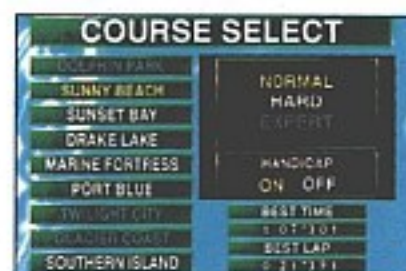 COURSE SELECT
DOLPHIN PARK
SUNNY BEACH
SUNSET BAY
DRAKE LAKE
MARINE FORTRESS
PORT BLUE
TWILIGHT CITY
GLACIER COAST
SOUTHERN ISLAND
NORMAL
HARD
EXPERT
HANDICAP
ON OFF
BEST TIME
BEST LAP